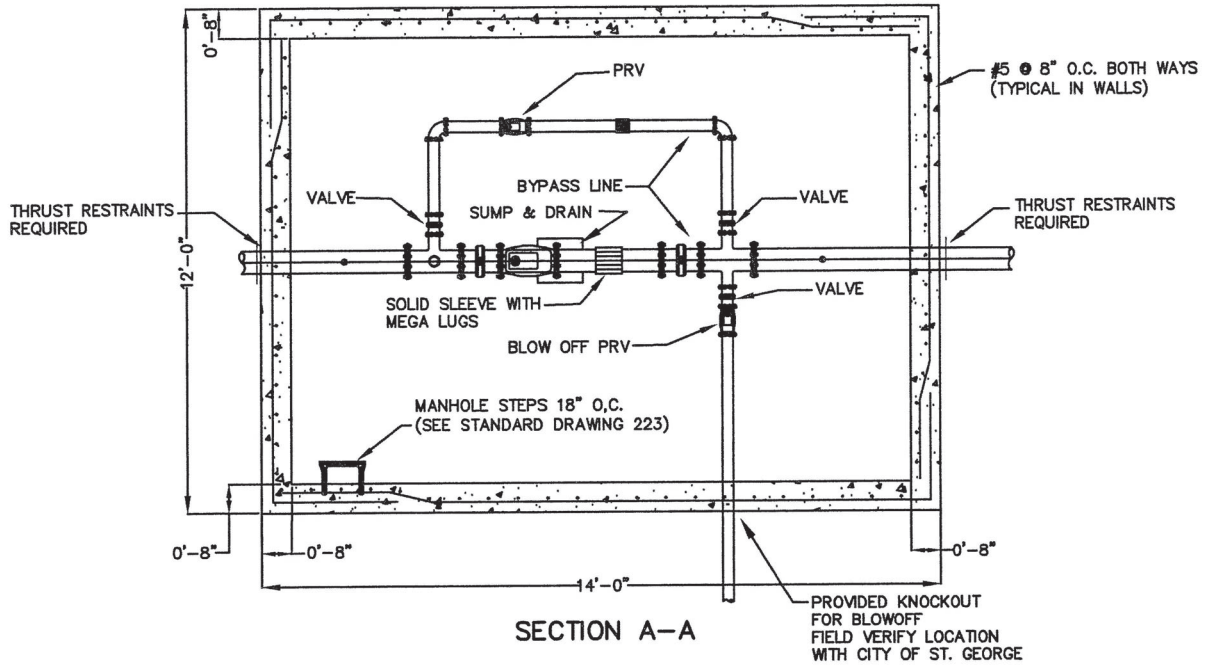 0'-8"
PRV
#5 @ 8" O.C. BOTH WAYS
(TYPICAL IN WALLS)
THRUST RESTRAINTS
REQUIRED
VALVE
BYPASS LINE
SUMP & DRAIN
VALVE
THRUST RESTRAINTS
REQUIRED
12'-0"
SOLID SLEEVE WITH
MEGA LUGS
VALVE
BLOW OFF PRV
MANHOLE STEPS 18" O,C.
(SEE STANDARD DRAWING 223)
0'-8"
0'-8"
0'-8"
14'-0"
SECTION A-A
PROVIDED KNOCKOUT
FOR BLOWOFF
FIELD VERIFY LOCATION
WITH CITY OF ST. GEORGE